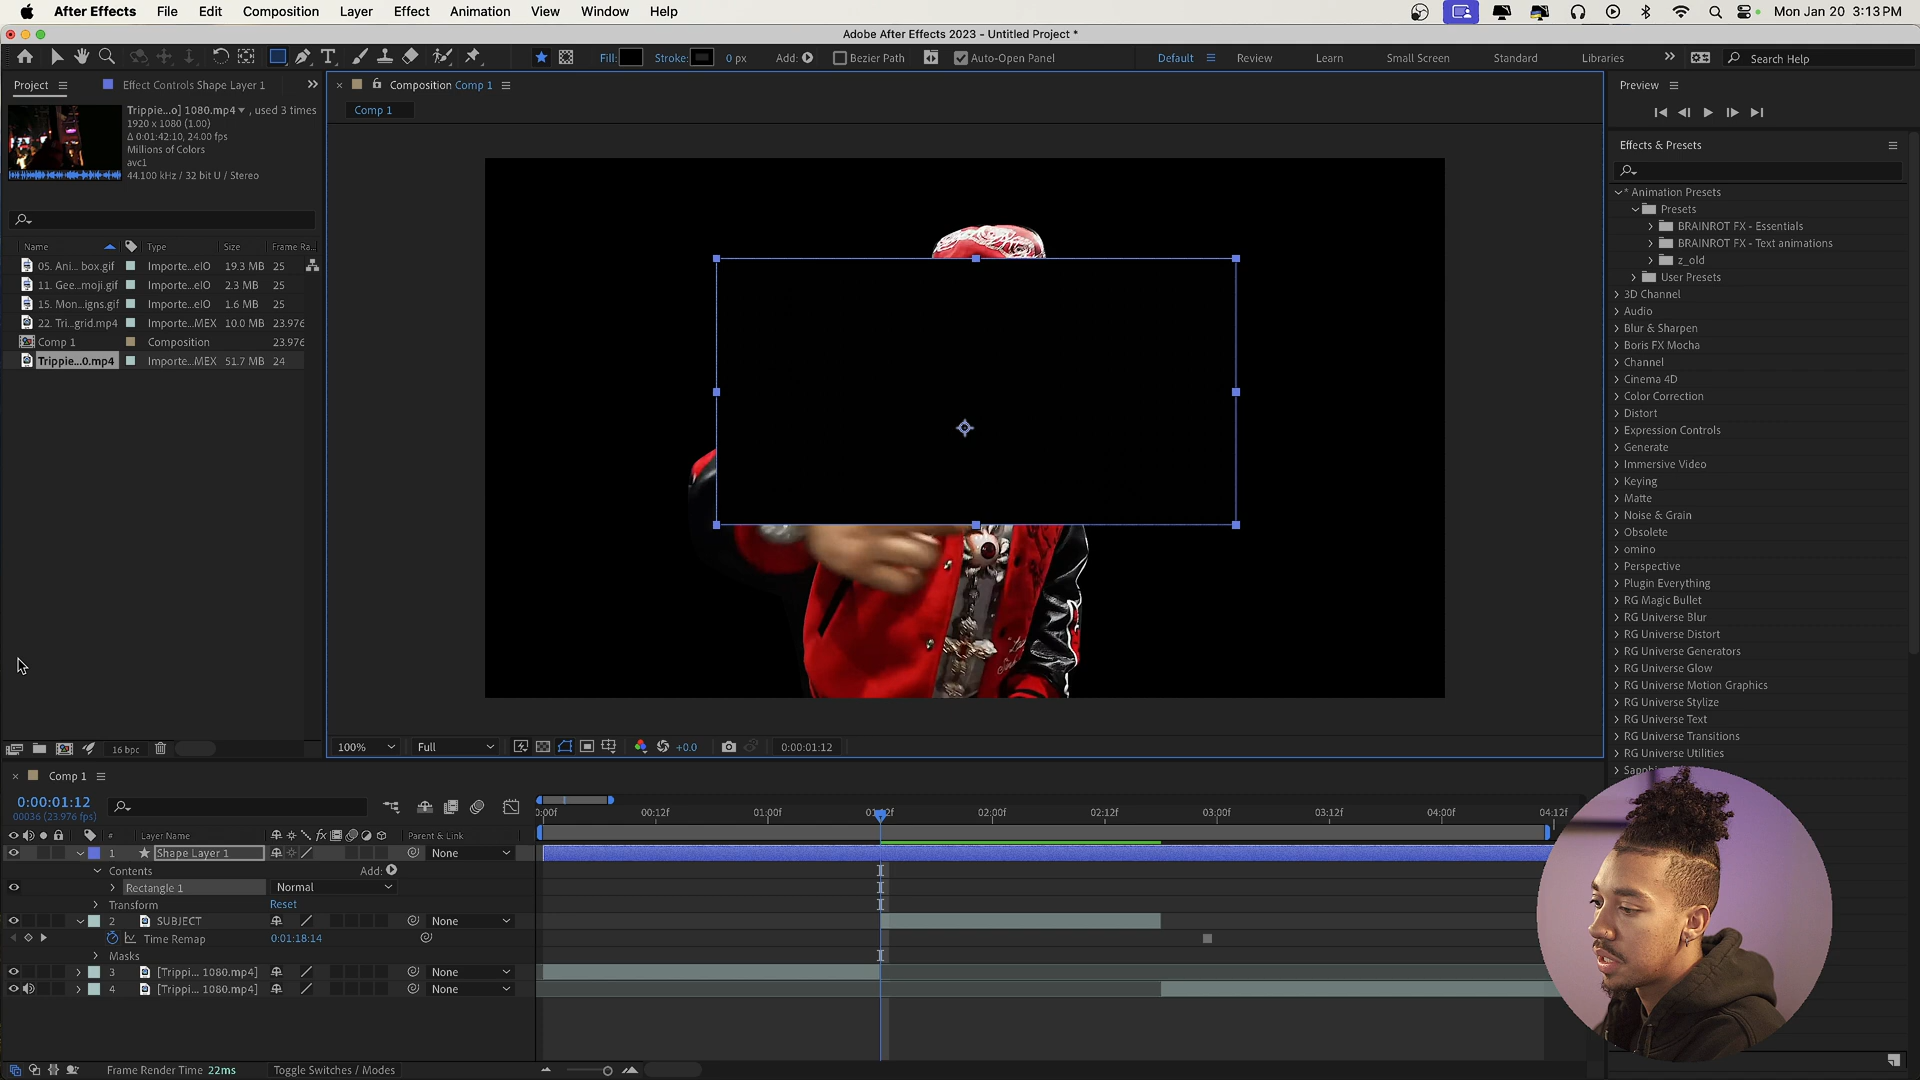 After Effects File Edit Composition Layer Effect Animation View Window Help Mon Jan 20 3:13 PM
Adobe After Effects 2023 - Untitled Project *
Fill: Stroke: 0 px Add: Bezier Path Auto-Open Panel Default Review Learn Small Screen Standard Libraries Search Help
Project Effect Controls Shape Layer 1
Trippie...o] 1080.mp4 , used 3 times
1920 x 1080 (1.00)
Δ 0:01:42:10, 24.00 fps
Millions of Colors
avc1
44.100 kHz / 32 bit U / Stereo
Name Type Size Frame Ra...
05. Ani... box.gif Importe...eIO 19.3 MB 25
11. Gee...moji.gif Importe...eIO 2.3 MB 25
15. Mon...igns.gif Importe...eIO 1.6 MB 25
22. Tri...grid.mp4 Importe...MEX 10.0 MB 23.976
Comp 1 Composition 23.976
Trippie...0.mp4 Importe...MEX 51.7 MB 24
16 bpc
Composition Comp 1
Comp 1
100% Full +0.0 0:00:01:12
Preview
Effects & Presets
* Animation Presets
Presets
BRAINROT FX - Essentials
BRAINROT FX - Text animations
z_old
User Presets
3D Channel
Audio
Blur & Sharpen
Boris FX Mocha
Channel
Cinema 4D
Color Correction
Distort
Expression Controls
Generate
Immersive Video
Keying
Matte
Noise & Grain
Obsolete
omino
Perspective
Plugin Everything
RG Magic Bullet
RG Universe Blur
RG Universe Distort
RG Universe Generators
RG Universe Glow
RG Universe Motion Graphics
RG Universe Stylize
RG Universe Text
RG Universe Transitions
RG Universe Utilities
Comp 1
0:00:01:12
00036 (23.976 fps)
:00f 00:12f 01:00f 02:00f 02:12f 03:00f 03:12f 04:00f 04:12f
# Layer Name Parent & Link
1 Shape Layer 1 None
Contents Add:
Rectangle 1 Normal
Transform Reset
2 SUBJECT None
Time Remap 0:01:18:14
Masks
3 [Trippi... 1080.mp4] None
4 [Trippi... 1080.mp4] None
Frame Render Time 22ms Toggle Switches / Modes